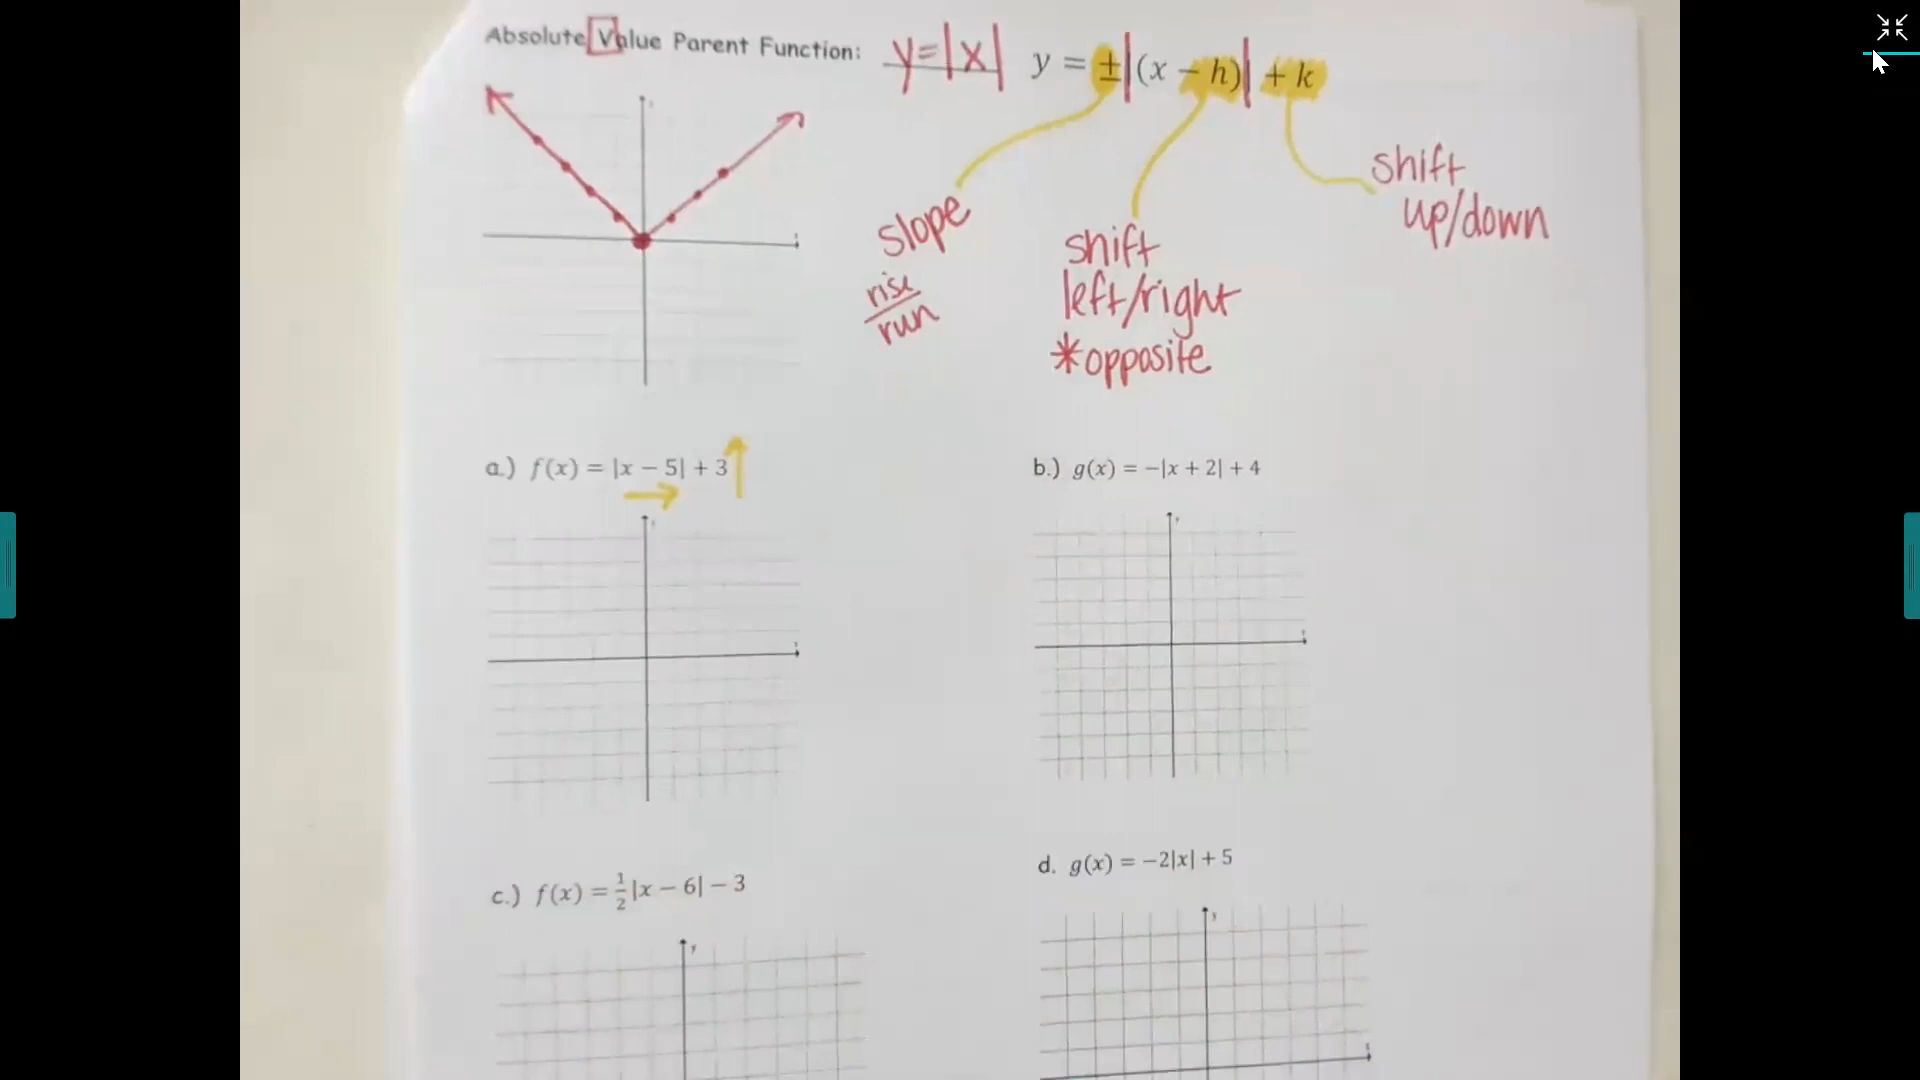 Absolute Value Parent Function: y=|x| y = ±|(x − h)| + k
slope
rise
run
shift
left/right
*opposite
shift
up/down
a.) f(x) = |x − 5| + 3
b.) g(x) = −|x + 2| + 4
c.) f(x) = 1/2|x − 6| − 3
d. g(x) = −2|x| + 5
y
y